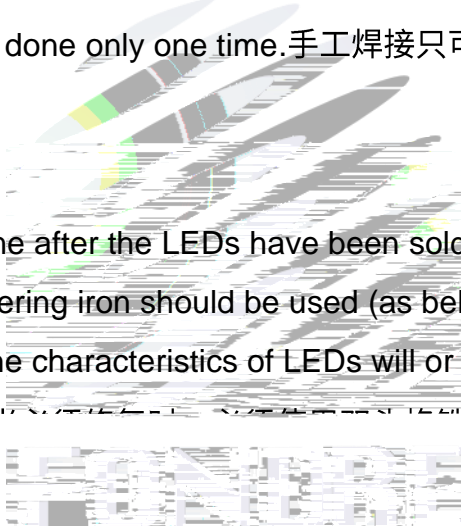 done only one time.手工焊接只可
ne after the LEDs have been sold
ering iron should be used (as bel
ne characteristics of LEDs will or